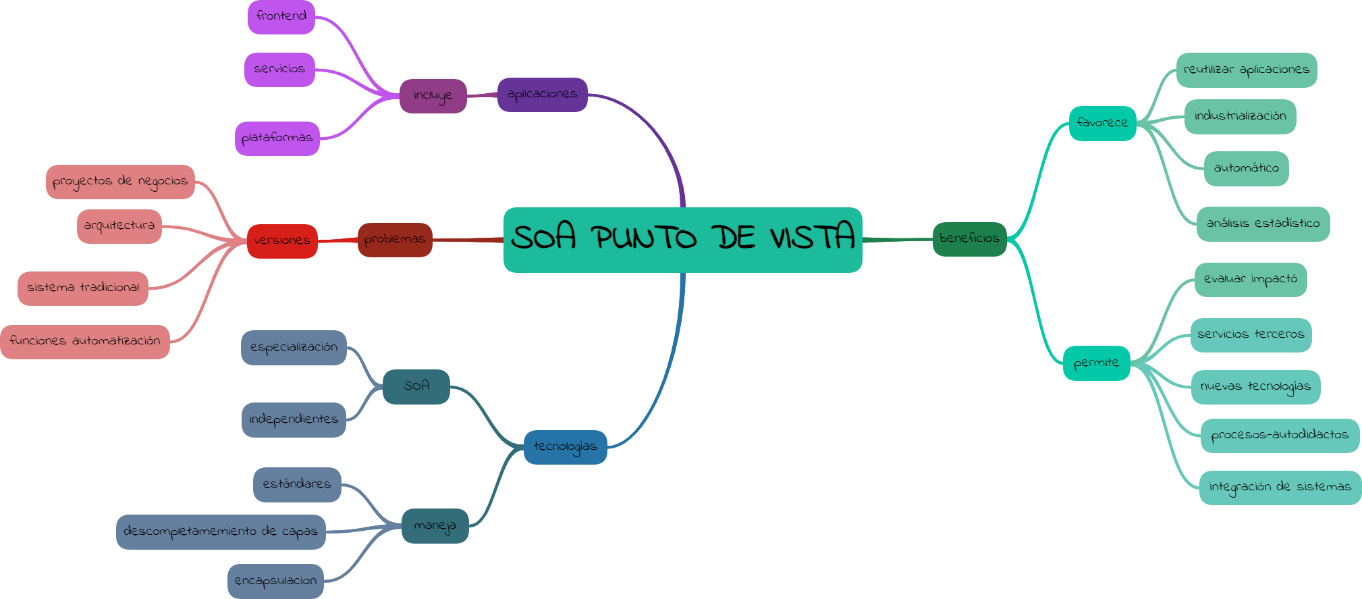 SOA PUNTO DE VISTA
aplicaciones
incluye
frontend
servicios
plataformas
problemas
versiones
proyectos de negocios
arquitectura
sistema tradicional
funciones automatización
tecnologías
SOA
especialización
independientes
maneja
estándares
descompletamemiento de capas
encapsulacion
beneficios
favorece
reutilizar aplicaciones
industrialización
automático
análisis estadístico
permite
evaluar impactó
servicios terceros
nuevas tecnologías
procesos-autodidactos
integración de sistemas